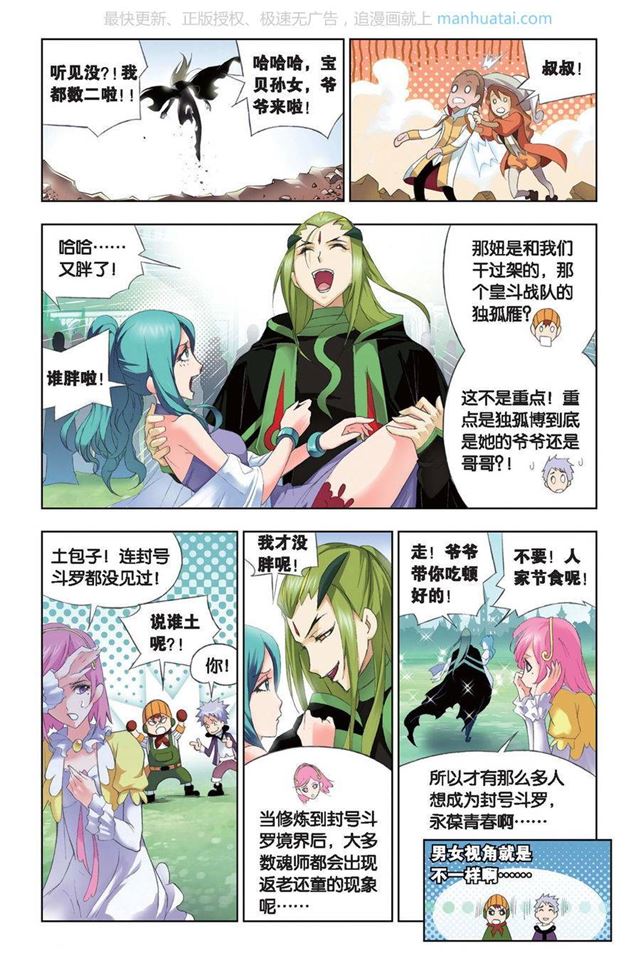 最快更新、正版授权、极速无广告，追漫画就上 manhuatai.com
听见没?!我
都数二啦!!
哈哈哈，宝
贝孙女，爷
爷来啦!
叔叔!
哈哈……
又胖了!
谁胖啦!
那妞是和我们
干过架的，那
个皇斗战队的
独孤雁?
这不是重点！重
点是独孤博到底
是她的爷爷还是
哥哥?!
土包子！连封号
斗罗都没见过!
说谁土
呢?!
你!
我才没
胖呢!
当修炼到封号斗
罗境界后，大多
数魂师都会出现
返老还童的现象
呢……
走！爷爷
带你吃顿
好的!
不要！人
家节食呢!
所以才有那么多人
想成为封号斗罗，
永葆青春啊……
男女视角就是
不一样啊……